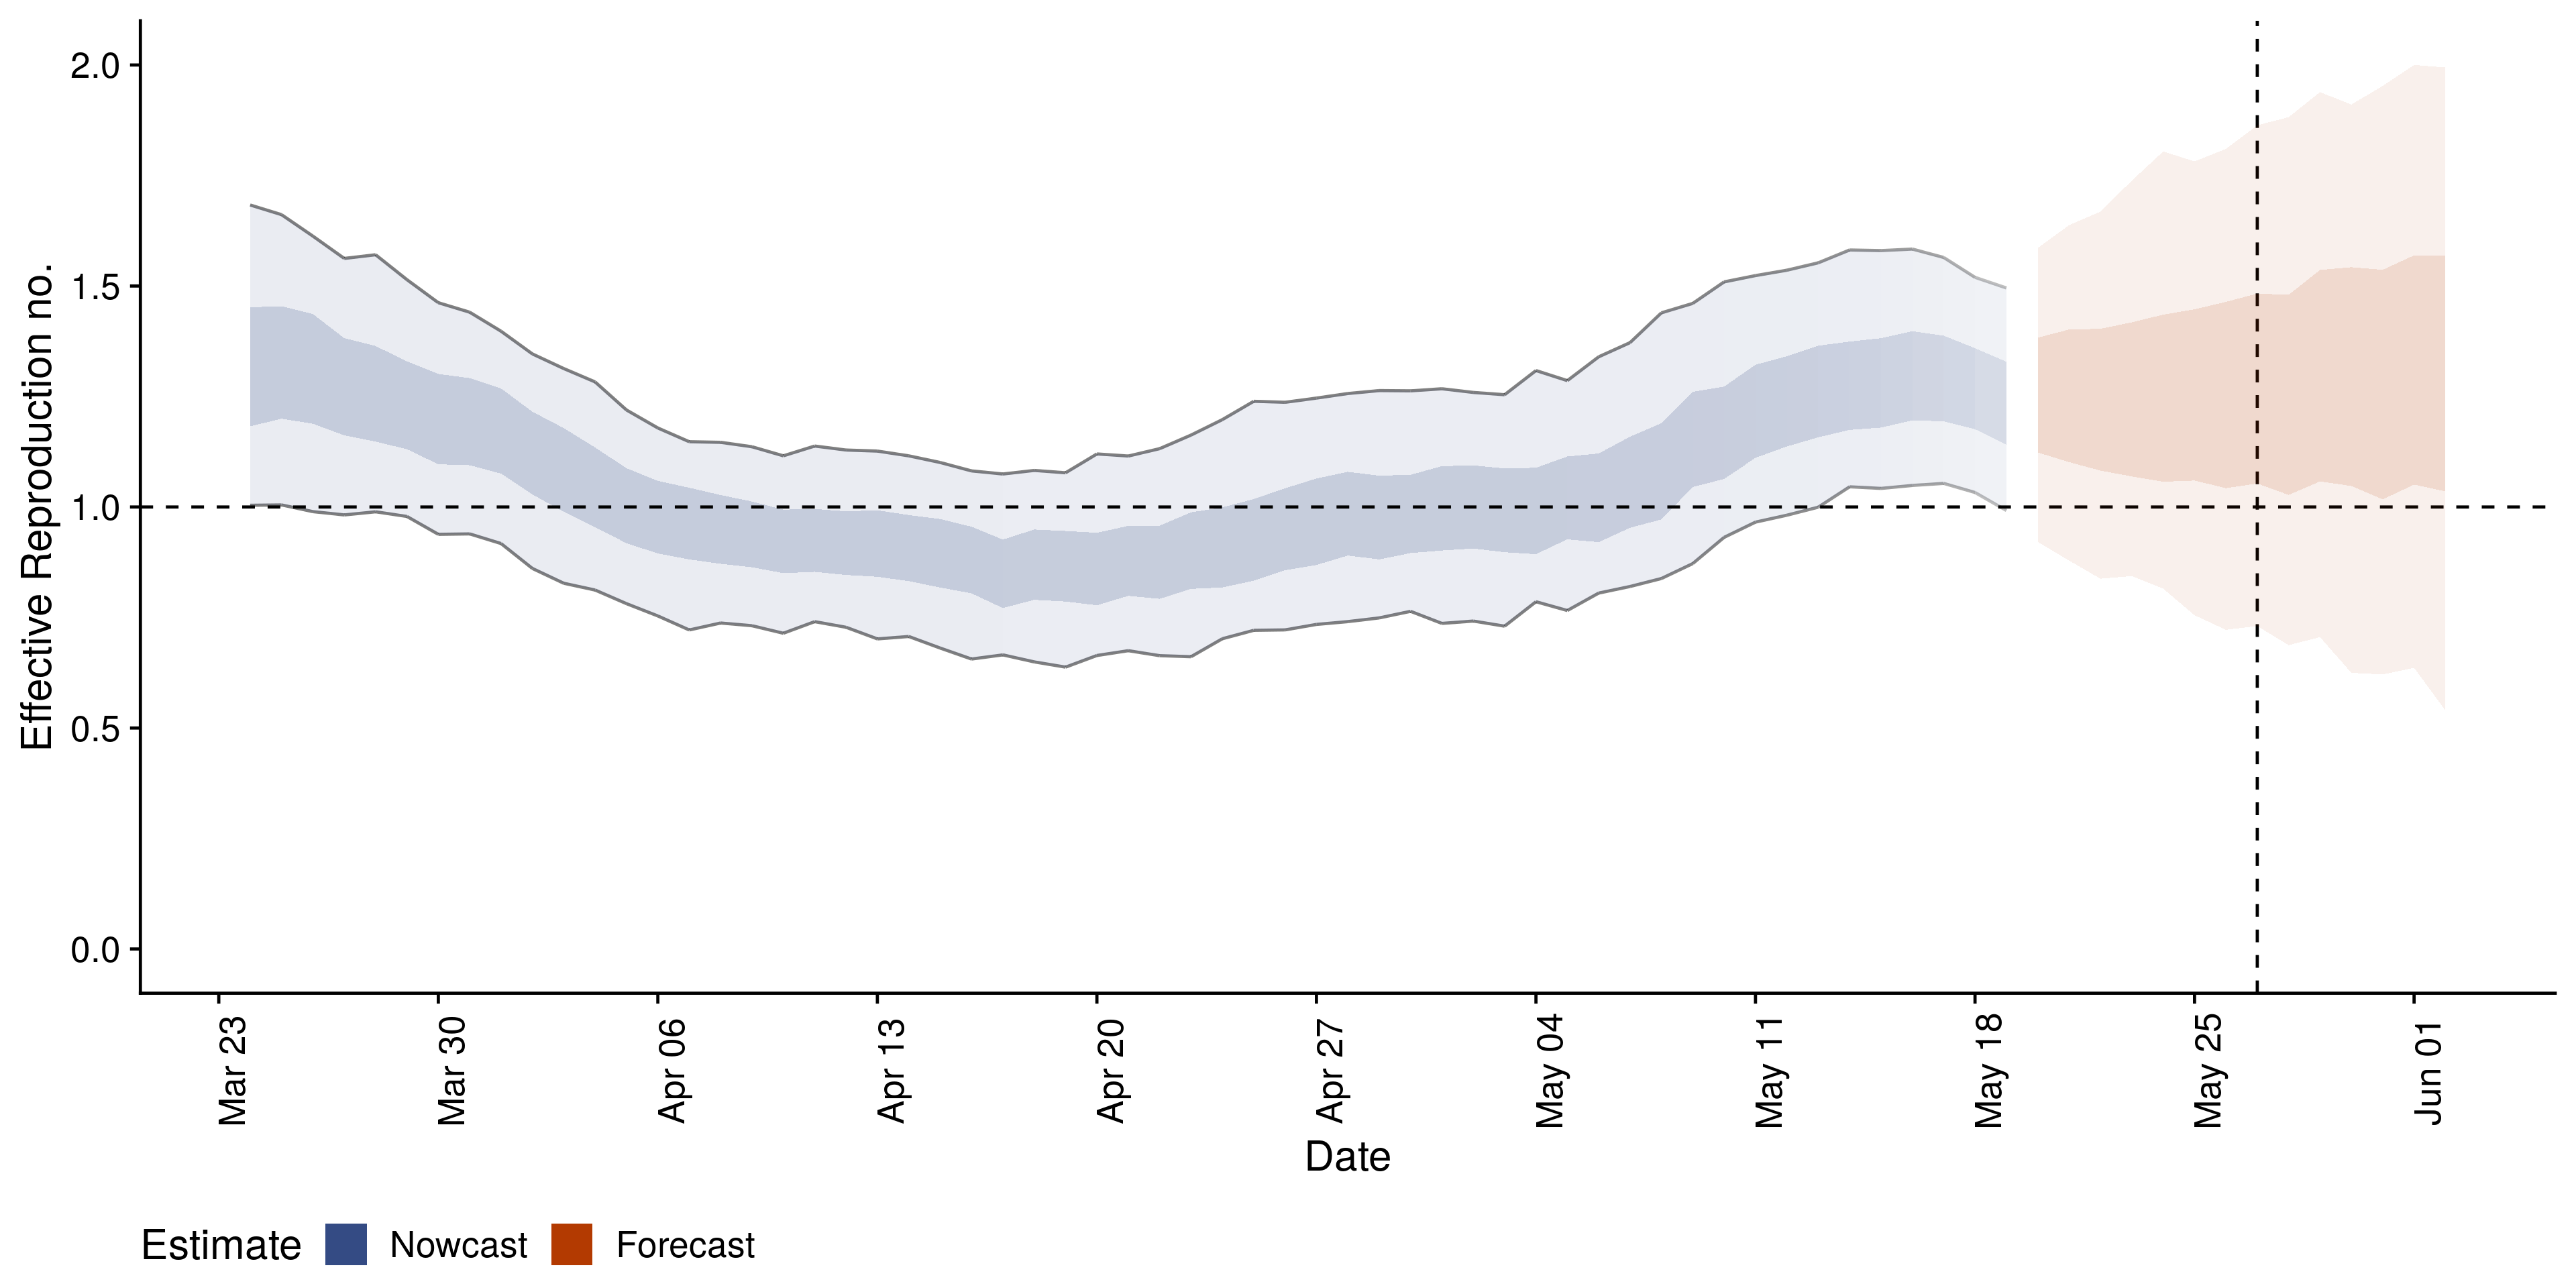 Effective Reproduction no.
2.0
1.5
1.0
0.5
0.0
Mar 23
Mar 30
Apr 06
Apr 13
Apr 20
Apr 27
May 04
May 11
May 18
May 25
Jun 01
Date
Estimate Nowcast Forecast